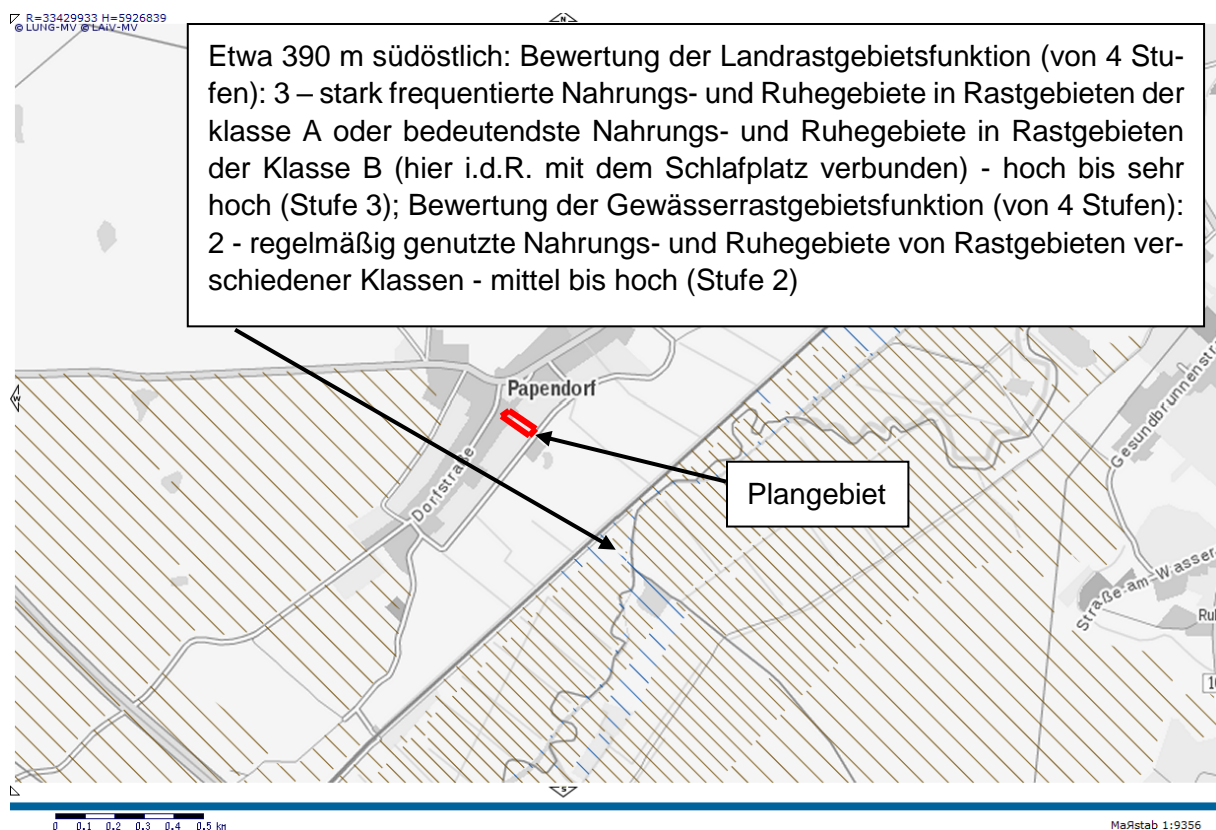 R=33429933 H=5926839
© LUNG-MV © LAiV-MV
N
Etwa 390 m südöstlich: Bewertung der Landrastgebietsfunktion (von 4 Stu-
fen): 3 – stark frequentierte Nahrungs- und Ruhegebiete in Rastgebieten der
klasse A oder bedeutendste Nahrungs- und Ruhegebiete in Rastgebieten
der Klasse B (hier i.d.R. mit dem Schlafplatz verbunden) - hoch bis sehr
hoch (Stufe 3); Bewertung der Gewässerrastgebietsfunktion (von 4 Stufen):
2 - regelmäßig genutzte Nahrungs- und Ruhegebiete von Rastgebieten ver-
schiedener Klassen - mittel bis hoch (Stufe 2)
W
Papendorf
Gesundbrunnenstra
Dorfstraße
Plangebiet
Straße-am-Wasser-
Ru
1
S
0 0.1 0.2 0.3 0.4 0.5 km
MaЯstab 1:9356